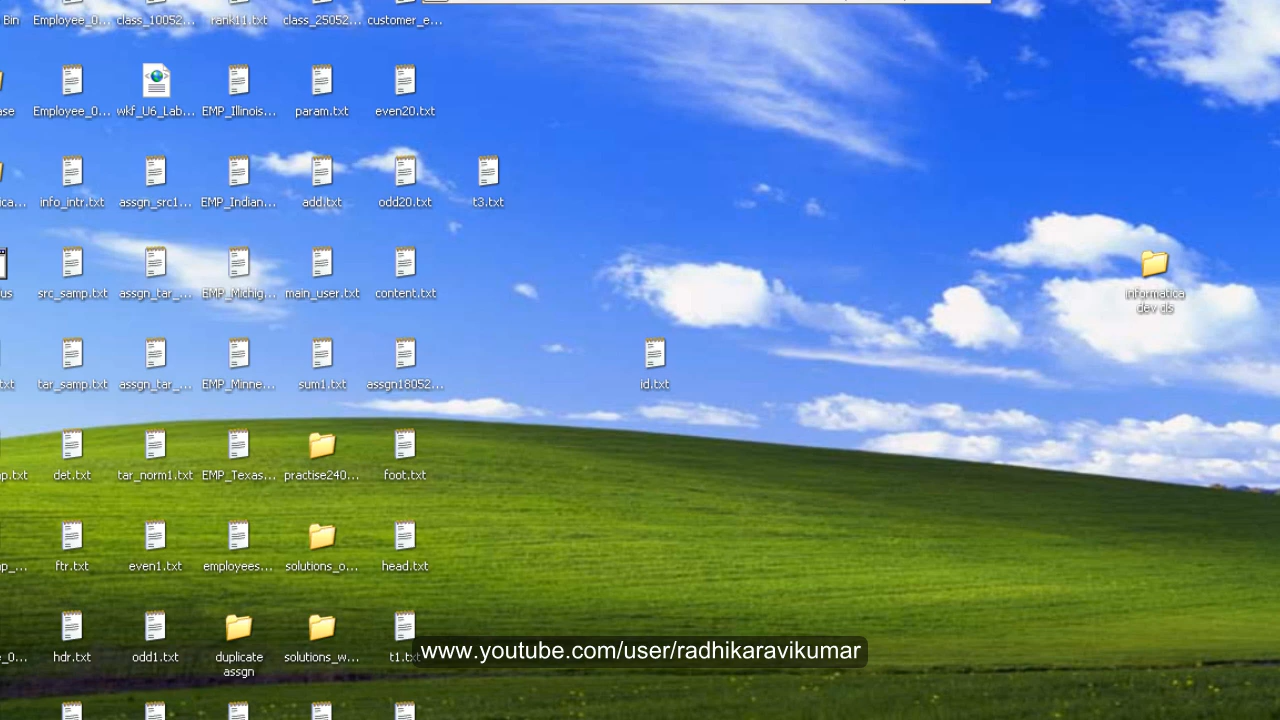 Bin Employee_0... class_10052... rank11.txt class_25052... customer_e...
ase Employee_0... wkf_U6_Lab... EMP_Illinois... param.txt even20.txt
ica... info_intr.txt assgn_src1... EMP_Indian... add.txt odd20.txt t3.txt
us src_samp.txt assgn_tar_... EMP_Michig... main_user.txt content.txt
informatica
dev cls
txt tar_samp.txt assgn_tar_... EMP_Minne... sum1.txt assgn18052... id.txt
p.txt det.txt tar_norm1.txt EMP_Texas... practise240... foot.txt
p_... ftr.txt even1.txt employees... solutions_o... head.txt
e_0... hdr.txt odd1.txt duplicate
assgn
solutions_w... t1.txt
www.youtube.com/user/radhikaravikumar